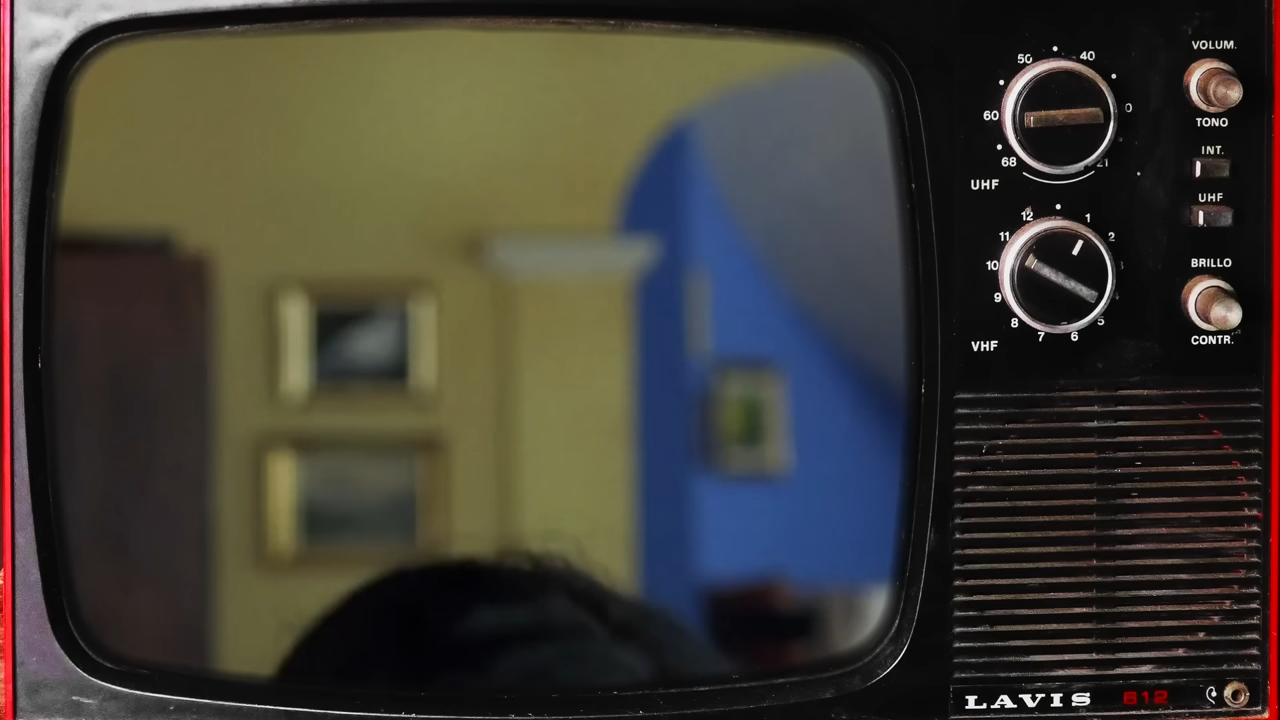 50 40
60 0
68 21
UHF
12 1
11 2
10 3
9
8 5
7 6
VHF
VOLUM.
TONO
INT.
UHF
BRILLO
CONTR.
LAVIS 612